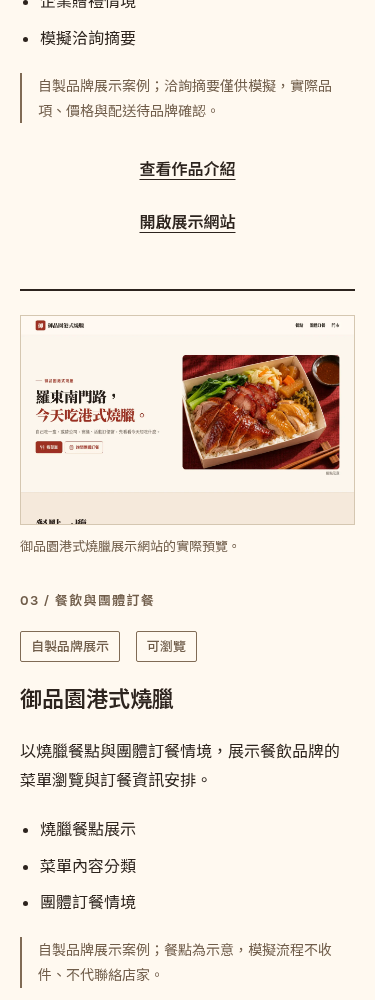 企業贈禮情境
模擬洽詢摘要
自製品牌展示案例；洽詢摘要僅供模擬，實際品
項、價格與配送待品牌確認。
查看作品介紹
開啟展示網站
御品園港式燒臘
御品園港式燒臘
羅東南門路，
今天吃港式燒臘。
御品園港式燒臘展示網站的實際預覽。
03 / 餐飲與團體訂餐
自製品牌展示
可瀏覽
御品園港式燒臘
以燒臘餐點與團體訂餐情境，展示餐飲品牌的
菜單瀏覽與訂餐資訊安排。
燒臘餐點展示
菜單內容分類
團體訂餐情境
自製品牌展示案例；餐點為示意，模擬流程不收
件、不代聯絡店家。